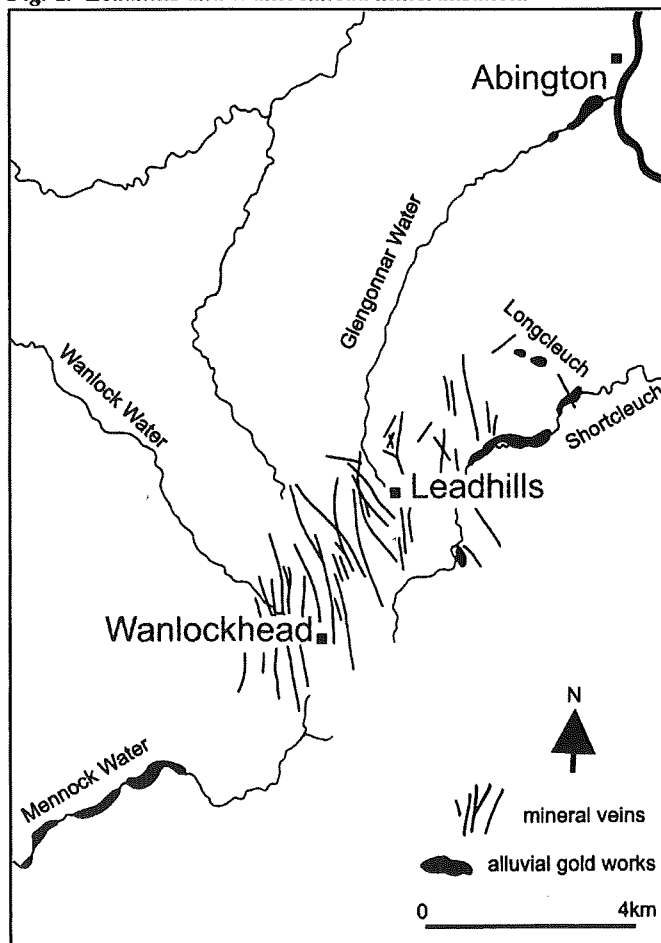 Abington
Glengonnar Water
Longcleuch
Shortcleuch
Wanlock Water
Leadhills
Wanlockhead
N
Mennock Water
mineral veins
alluvial gold works
0 4km